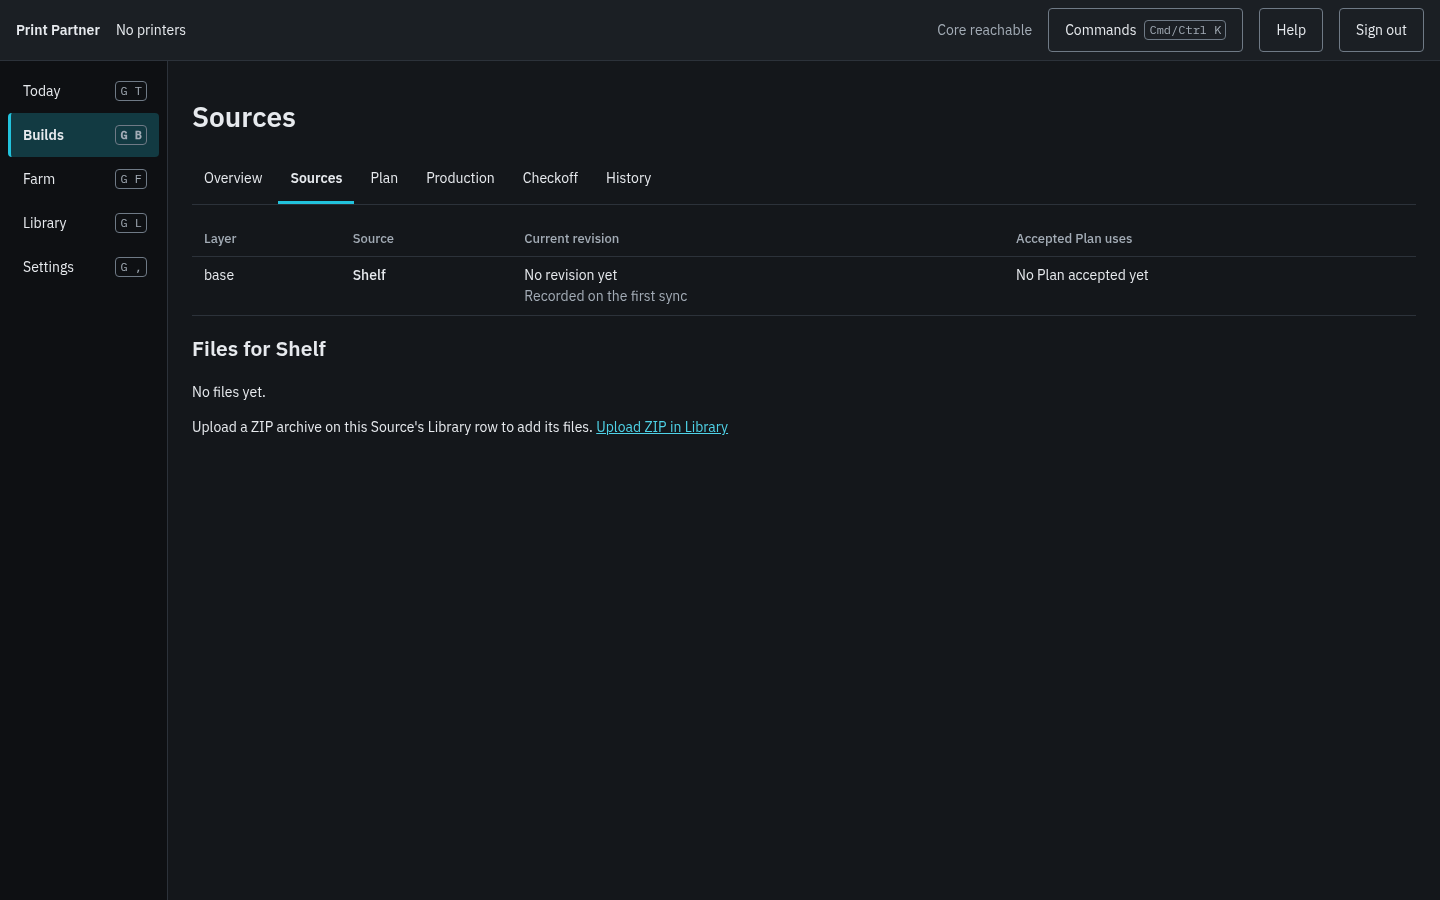 Print Partner No printers Core reachable Commands Cmd/Ctrl K Help Sign out
Today G T
Builds G B
Farm G F
Library G L
Settings G ,
Sources
Overview Sources Plan Production Checkoff History
Layer Source Current revision Accepted Plan uses
base Shelf No revision yet No Plan accepted yet
Recorded on the first sync
Files for Shelf
No files yet.
Upload a ZIP archive on this Source's Library row to add its files. Upload ZIP in Library